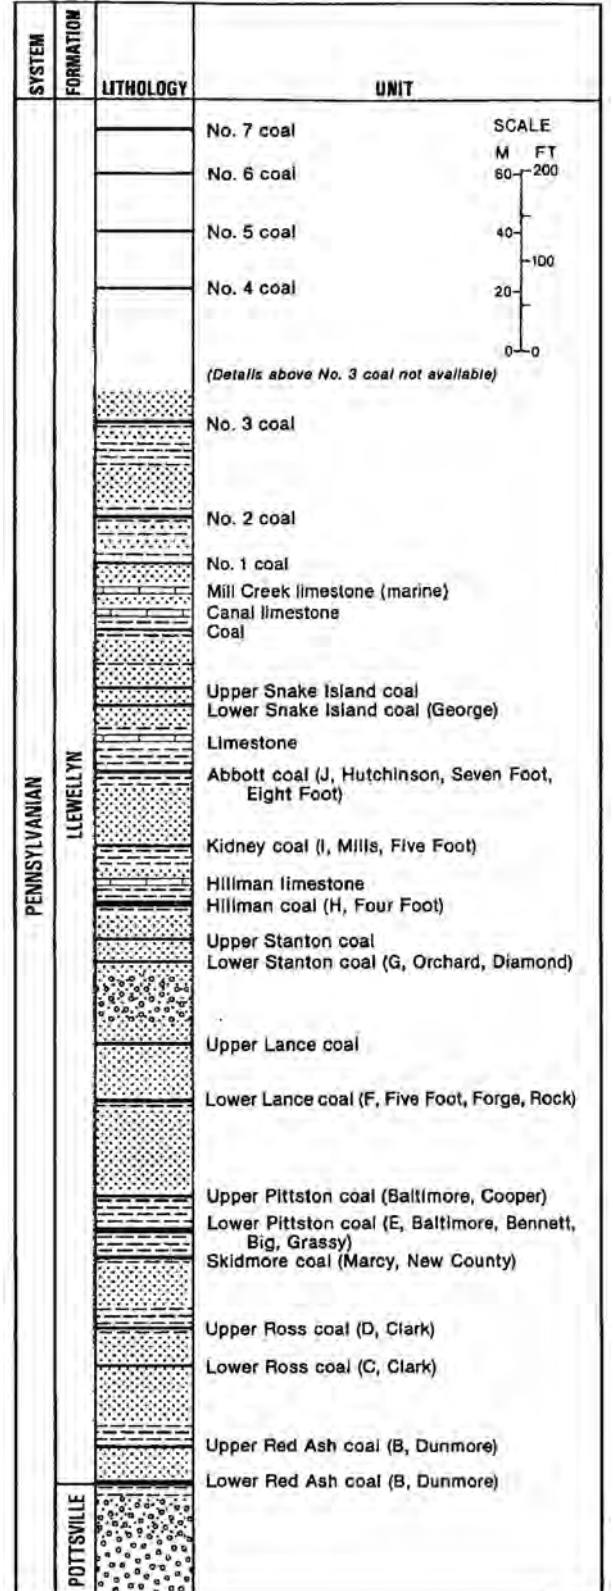 SYSTEM
FORMATION
LITHOLOGY
UNIT
No. 7 coal
SCALE
M FT
No. 6 coal
60 200
No. 5 coal
40
100
No. 4 coal
20
0 0
(Details above No. 3 coal not available)
No. 3 coal
No. 2 coal
No. 1 coal
Mill Creek limestone (marine)
Canal limestone
Coal
Upper Snake Island coal
Lower Snake Island coal (George)
Limestone
Abbott coal (J, Hutchinson, Seven Foot,
Eight Foot)
PENNSYLVANIAN
LLEWELLYN
Kidney coal (I, Mills, Five Foot)
Hillman limestone
Hillman coal (H, Four Foot)
Upper Stanton coal
Lower Stanton coal (G, Orchard, Diamond)
Upper Lance coal
Lower Lance coal (F, Five Foot, Forge, Rock)
Upper Pittston coal (Baltimore, Cooper)
Lower Pittston coal (E, Baltimore, Bennett,
Big, Grassy)
Skidmore coal (Marcy, New County)
Upper Ross coal (D, Clark)
Lower Ross coal (C, Clark)
Upper Red Ash coal (B, Dunmore)
Lower Red Ash coal (B, Dunmore)
POTTSVILLE